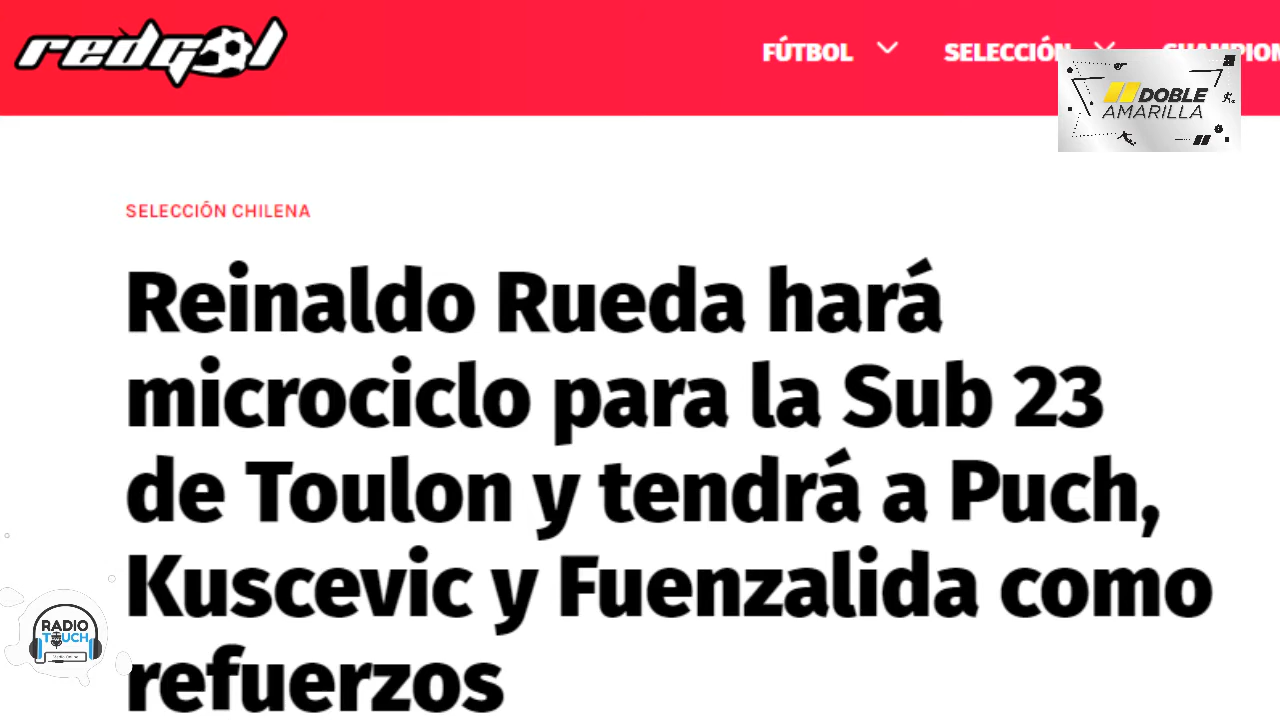 redgol
FÚTBOL
SELECCIÓN
CHAMPION
DOBLE
AMARILLA
SELECCIÓN CHILENA
Reinaldo Rueda hará
microciclo para la Sub 23
de Toulon y tendrá a Puch,
Kuscevic y Fuenzalida como
refuerzos
RADIO
TOUCH